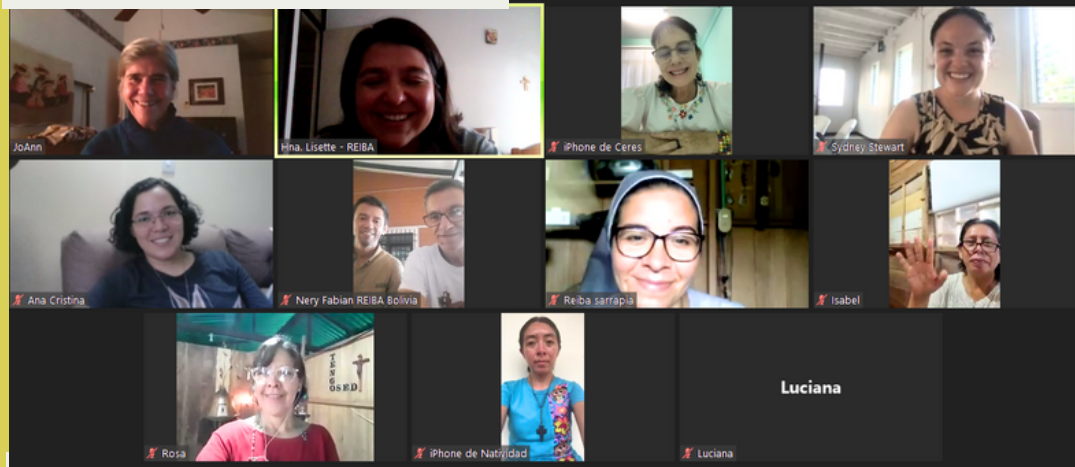 JoAnn
Hna. Lisette - REIBA
iPhone de Ceres
Sydney Stewart
Ana Cristina
Nery Fabian REIBA Bolivia
Reiba sarrapia
Isabel
TENGO SED
Rosa
iPhone de Natividad
Luciana
Luciana